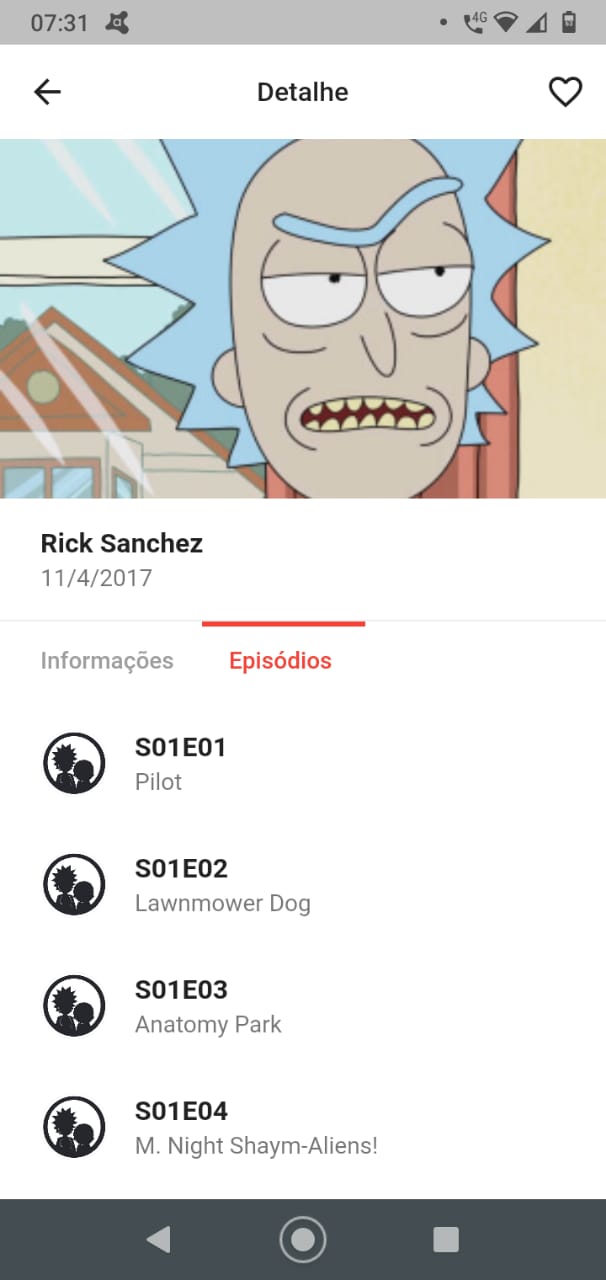 07:31
4G
Detalhe
Rick Sanchez
11/4/2017
Informações
Episódios
S01E01
Pilot
S01E02
Lawnmower Dog
S01E03
Anatomy Park
S01E04
M. Night Shaym-Aliens!